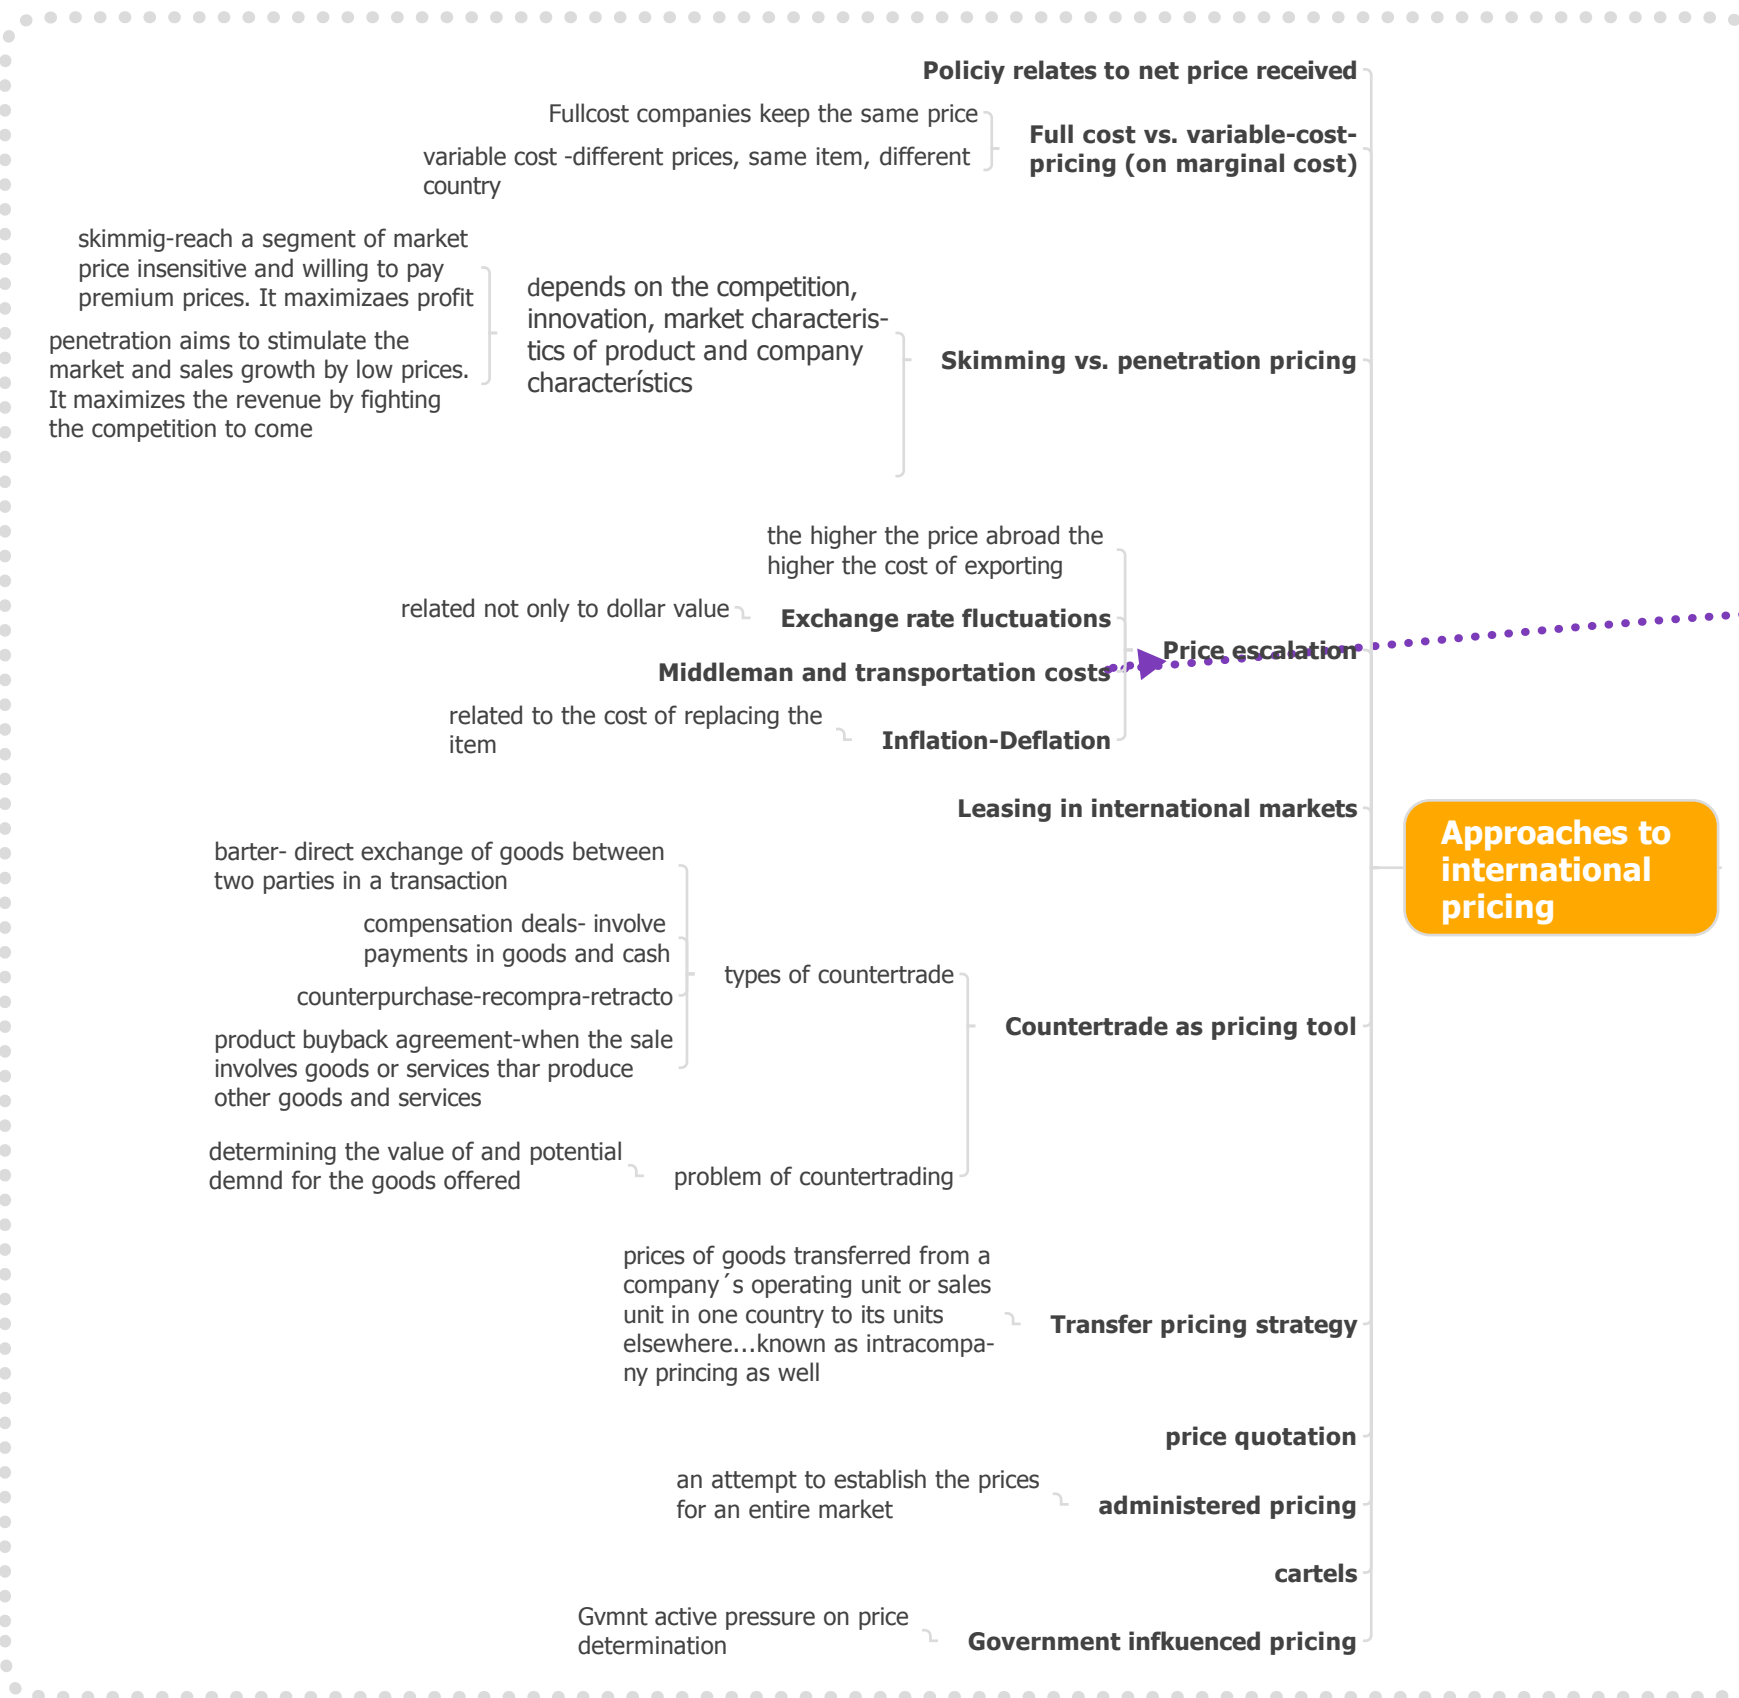 Policiy relates to net price received
Fullcost companies keep the same price
Full cost vs. variable-cost-
pricing (on marginal cost)
variable cost -different prices, same item, different
country
skimmig-reach a segment of market
price insensitive and willing to pay
premium prices. It maximizaes profit
depends on the competition,
innovation, market characteris-
tics of product and company
characterístics
penetration aims to stimulate the
market and sales growth by low prices.
It maximizes the revenue by fighting
the competition to come
Skimming vs. penetration pricing
the higher the price abroad the
higher the cost of exporting
related not only to dollar value
Exchange rate fluctuations
Price escalation
Middleman and transportation costs
related to the cost of replacing the
item
Inflation-Deflation
Leasing in international markets
Approaches to
international
pricing
barter- direct exchange of goods between
two parties in a transaction
compensation deals- involve
payments in goods and cash
types of countertrade
counterpurchase-recompra-retracto
Countertrade as pricing tool
product buyback agreement-when the sale
involves goods or services thar produce
other goods and services
determining the value of and potential
demnd for the goods offered
problem of countertrading
prices of goods transferred from a
company´s operating unit or sales
unit in one country to its units
elsewhere...known as intracompa-
ny princing as well
Transfer pricing strategy
price quotation
an attempt to establish the prices
for an entire market
administered pricing
cartels
Gvmnt active pressure on price
determination
Government infkuenced pricing